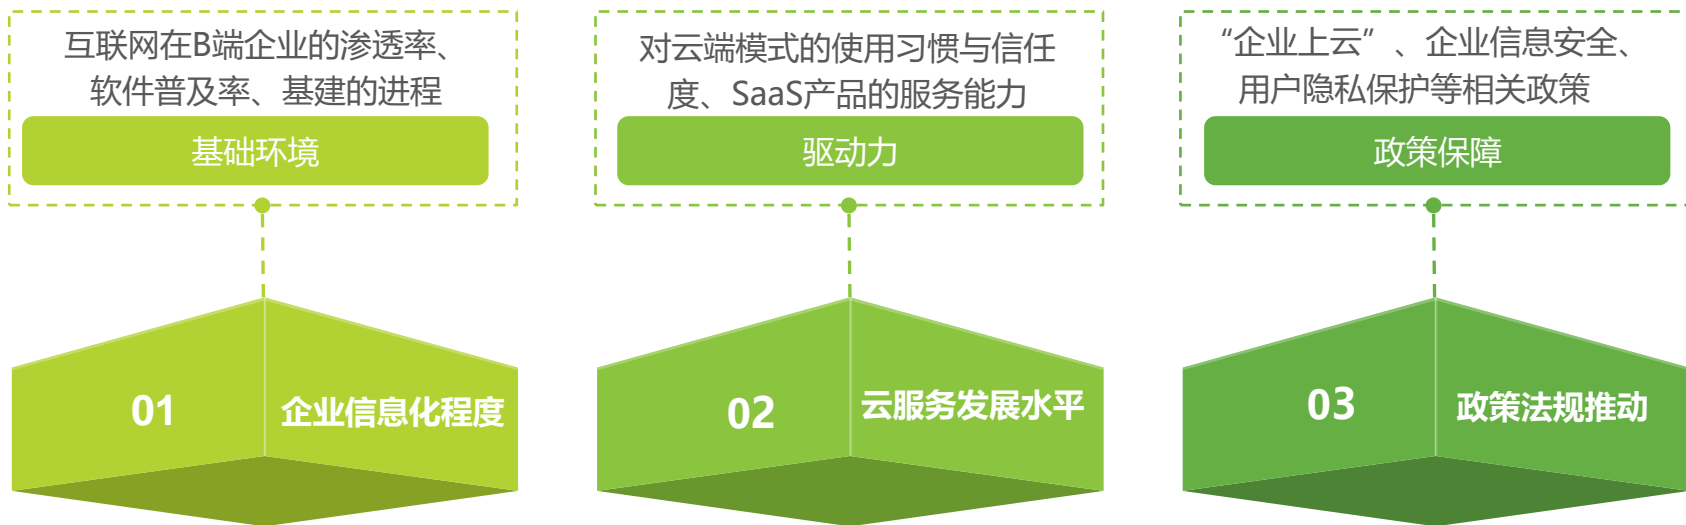 互联网在B端企业的渗透率、
软件普及率、基建的进程
基础环境
01
企业信息化程度
对云端模式的使用习惯与信任
度、SaaS产品的服务能力
驱动力
02
云服务发展水平
“企业上云”、企业信息安全、
用户隐私保护等相关政策
政策保障
03
政策法规推动